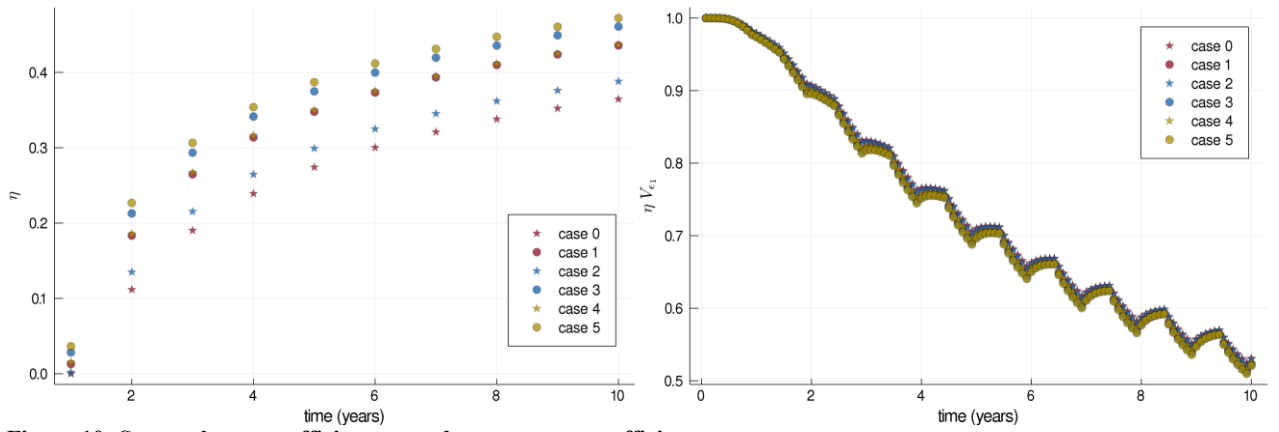 0.4
0.3
0.2
0.1
0.0
η
2
4
6
8
10
time (years)
case 0
case 1
case 2
case 3
case 4
case 5
1.0
0.9
0.8
0.7
0.6
0.5
η Vϵ1
0
2
4
6
8
10
time (years)
case 0
case 1
case 2
case 3
case 4
case 5